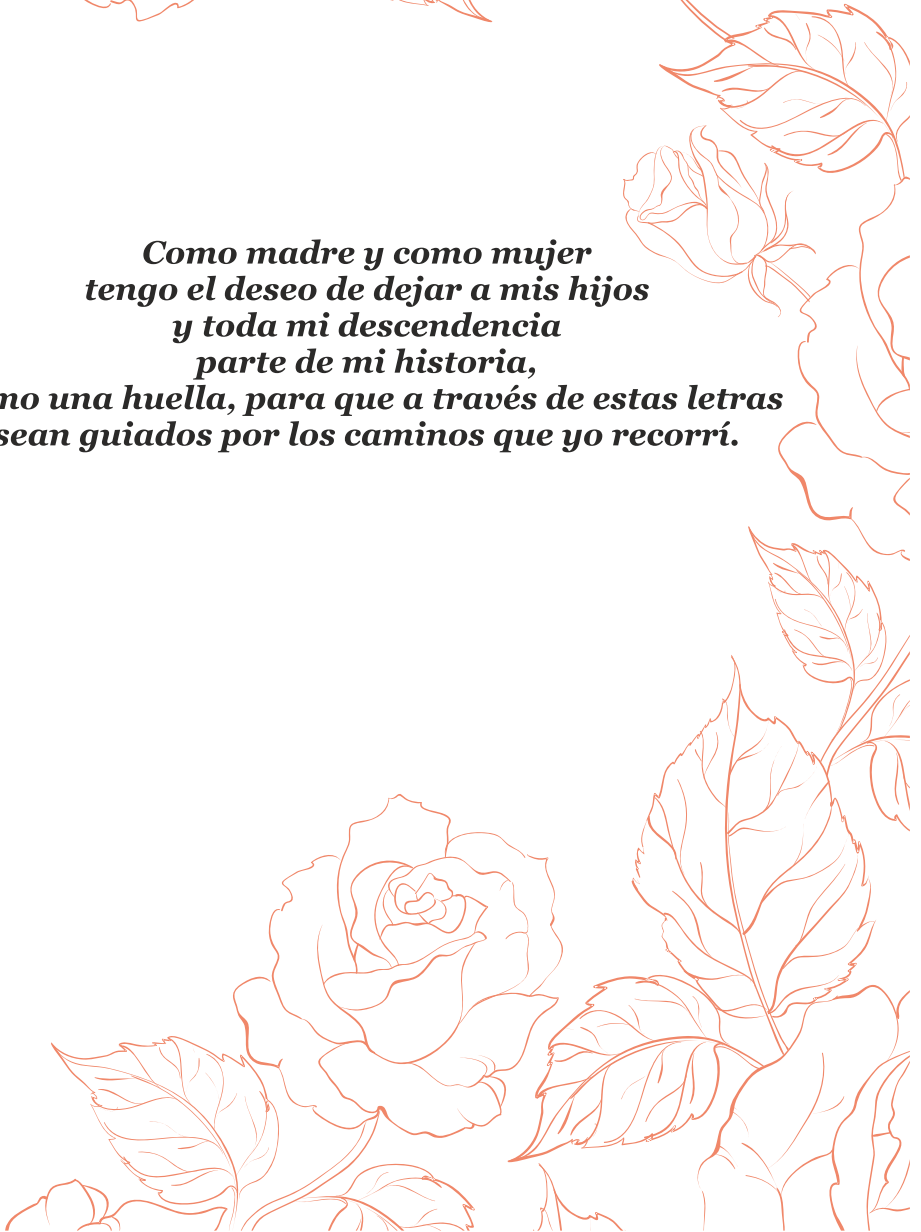 Como madre y como mujer
tengo el deseo de dejar a mis hijos
y toda mi descendencia
parte de mi historia,
mo una huella, para que a través de estas letras
sean guiados por los caminos que yo recorrí.